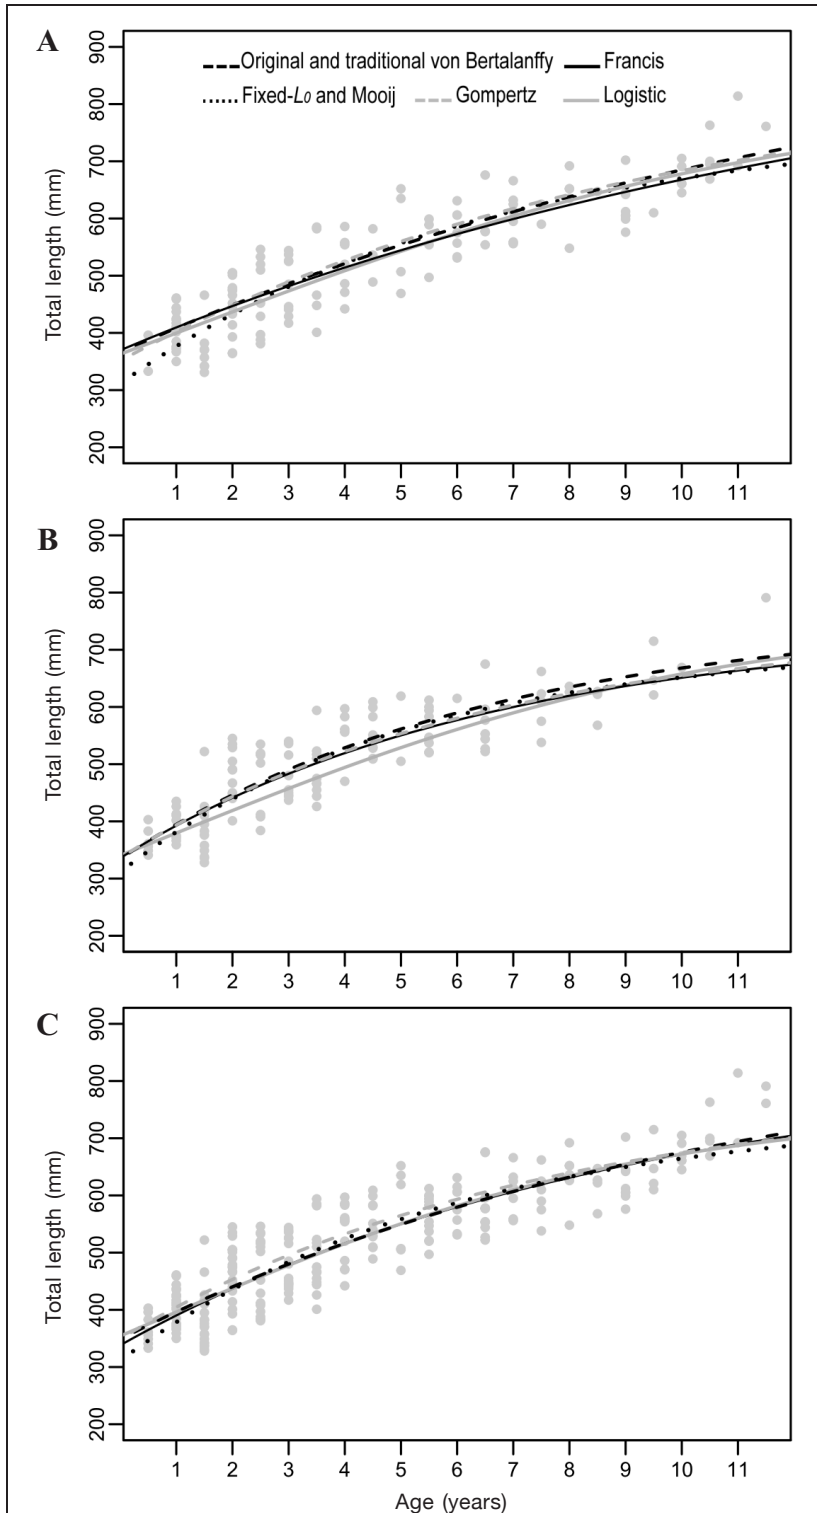 A
Original and traditional von Bertalanffy Francis
Fixed-L0 and Mooij Gompertz Logistic
900
800
700
600
500
400
300
200
Total length (mm)
1 2 3 4 5 6 7 8 9 10 11
B
900
800
700
600
500
400
300
200
Total length (mm)
1 2 3 4 5 6 7 8 9 10 11
C
900
800
700
600
500
400
300
200
Total length (mm)
1 2 3 4 5 6 7 8 9 10 11
Age (years)